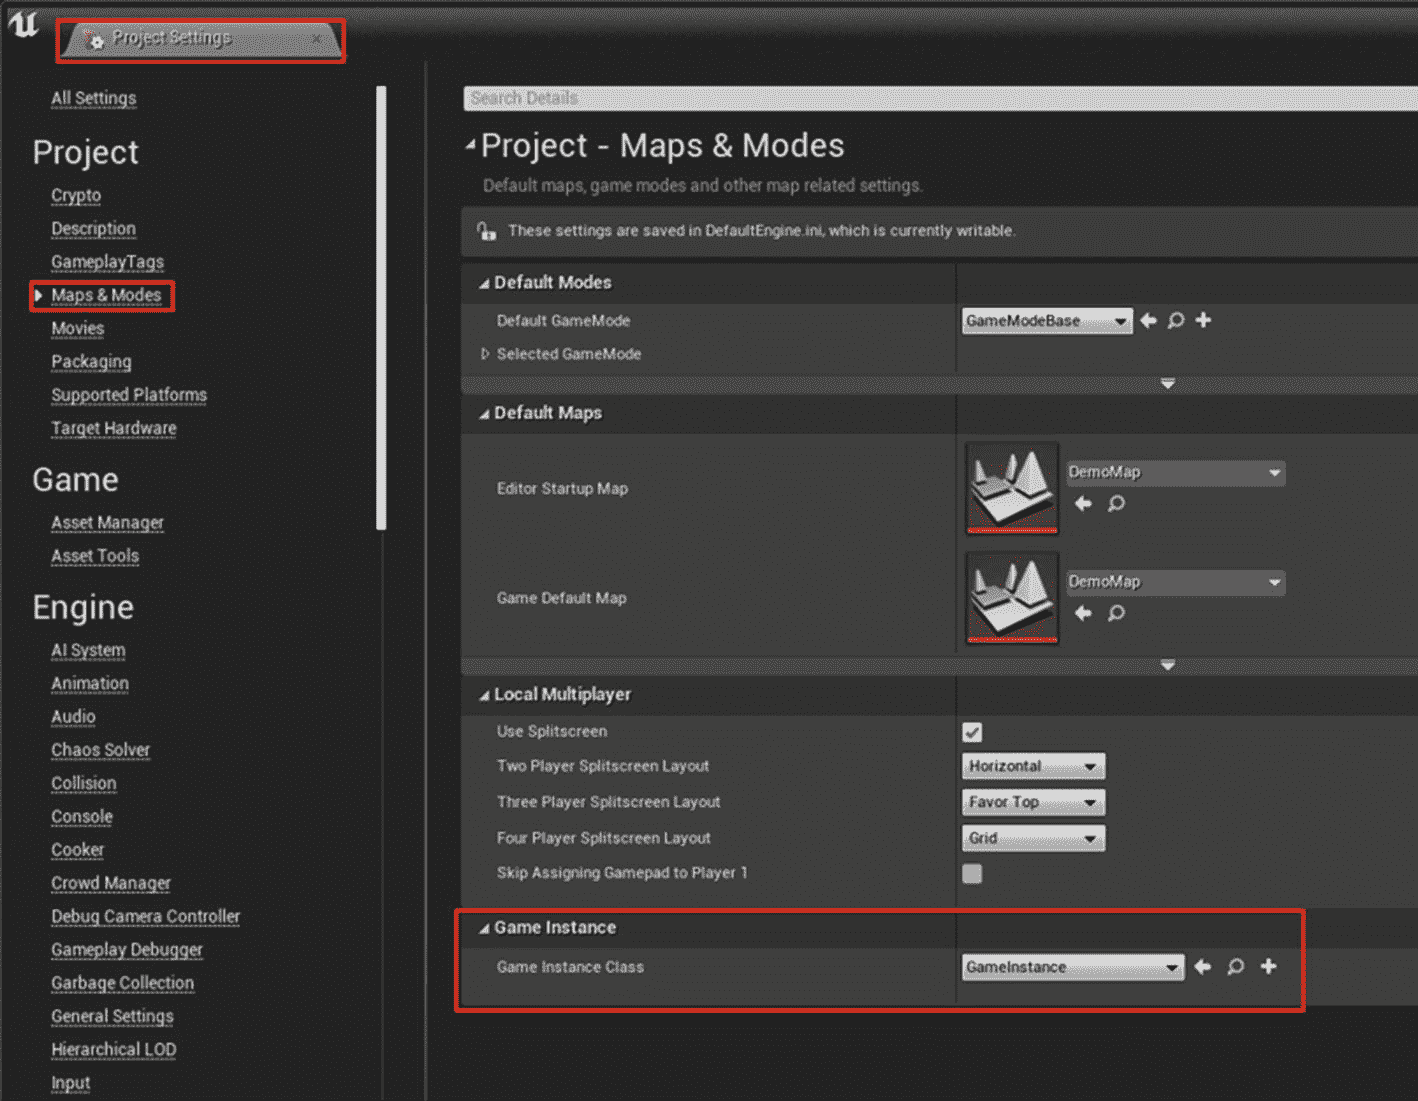 Project Settings
All Settings
Project
Crypto
Description
GameplayTags
Maps & Modes
Movies
Packaging
Supported Platforms
Target Hardware
Game
Asset Manager
Asset Tools
Engine
AI System
Animation
Audio
Chaos Solver
Collision
Console
Cooker
Crowd Manager
Debug Camera Controller
Gameplay Debugger
Garbage Collection
General Settings
Hierarchical LOD
Input
Search Details
Project - Maps & Modes
Default maps, game modes and other map related settings.
These settings are saved in DefaultEngine.ini, which is currently writable.
Default Modes
Default GameMode GameModeBase
Selected GameMode
Default Maps
Editor Startup Map DemoMap
Game Default Map DemoMap
Local Multiplayer
Use Splitscreen
Two Player Splitscreen Layout Horizontal
Three Player Splitscreen Layout Favor Top
Four Player Splitscreen Layout Grid
Skip Assigning Gamepad to Player 1
Game Instance
Game Instance Class GameInstance